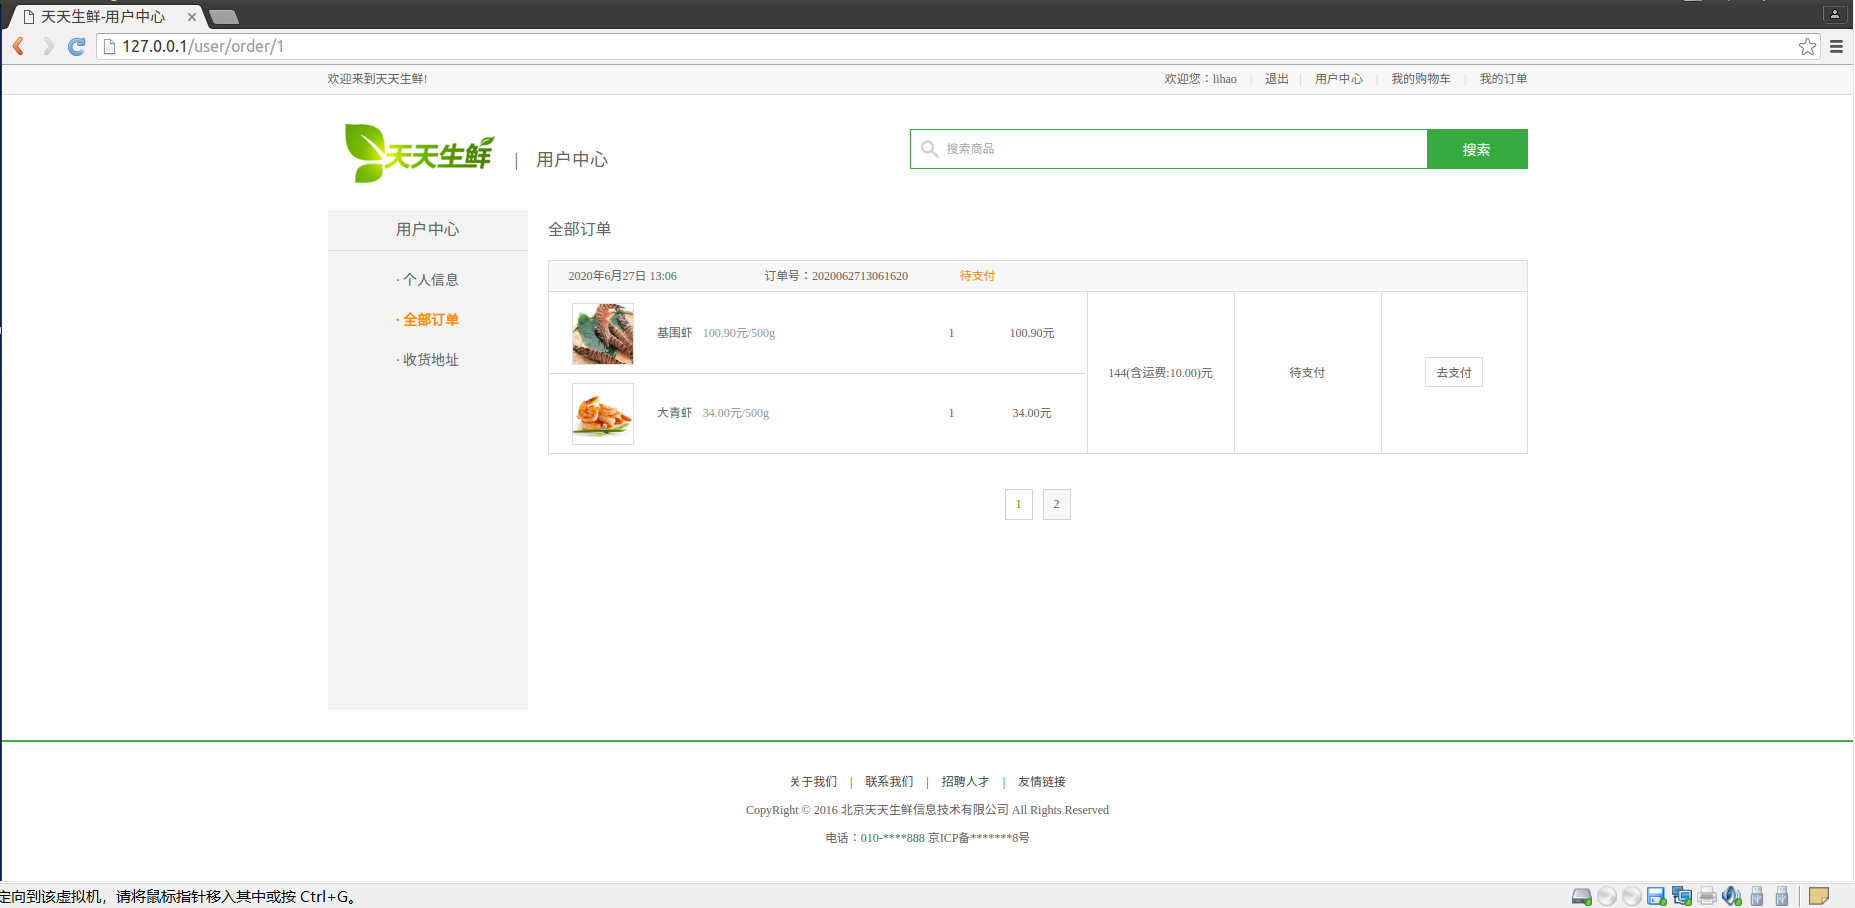 天天生鲜-用户中心
127.0.0.1/user/order/1
欢迎来到天天生鲜!
欢迎您：lihao | 退出 | 用户中心 | 我的购物车 | 我的订单
天天生鲜 | 用户中心
搜索商品
搜索
用户中心
· 个人信息
· 全部订单
· 收货地址
全部订单
2020年6月27日 13:06 订单号：2020062713061620 待支付
基围虾 100.90元/500g 1 100.90元
大青虾 34.00元/500g 1 34.00元
144(含运费:10.00)元
待支付
去支付
1 2
关于我们 | 联系我们 | 招聘人才 | 友情链接
CopyRight © 2016 北京天天生鲜信息技术有限公司 All Rights Reserved
电话：010-****888 京ICP备*******8号
定向到该虚拟机，请将鼠标指针移入其中或按 Ctrl+G。